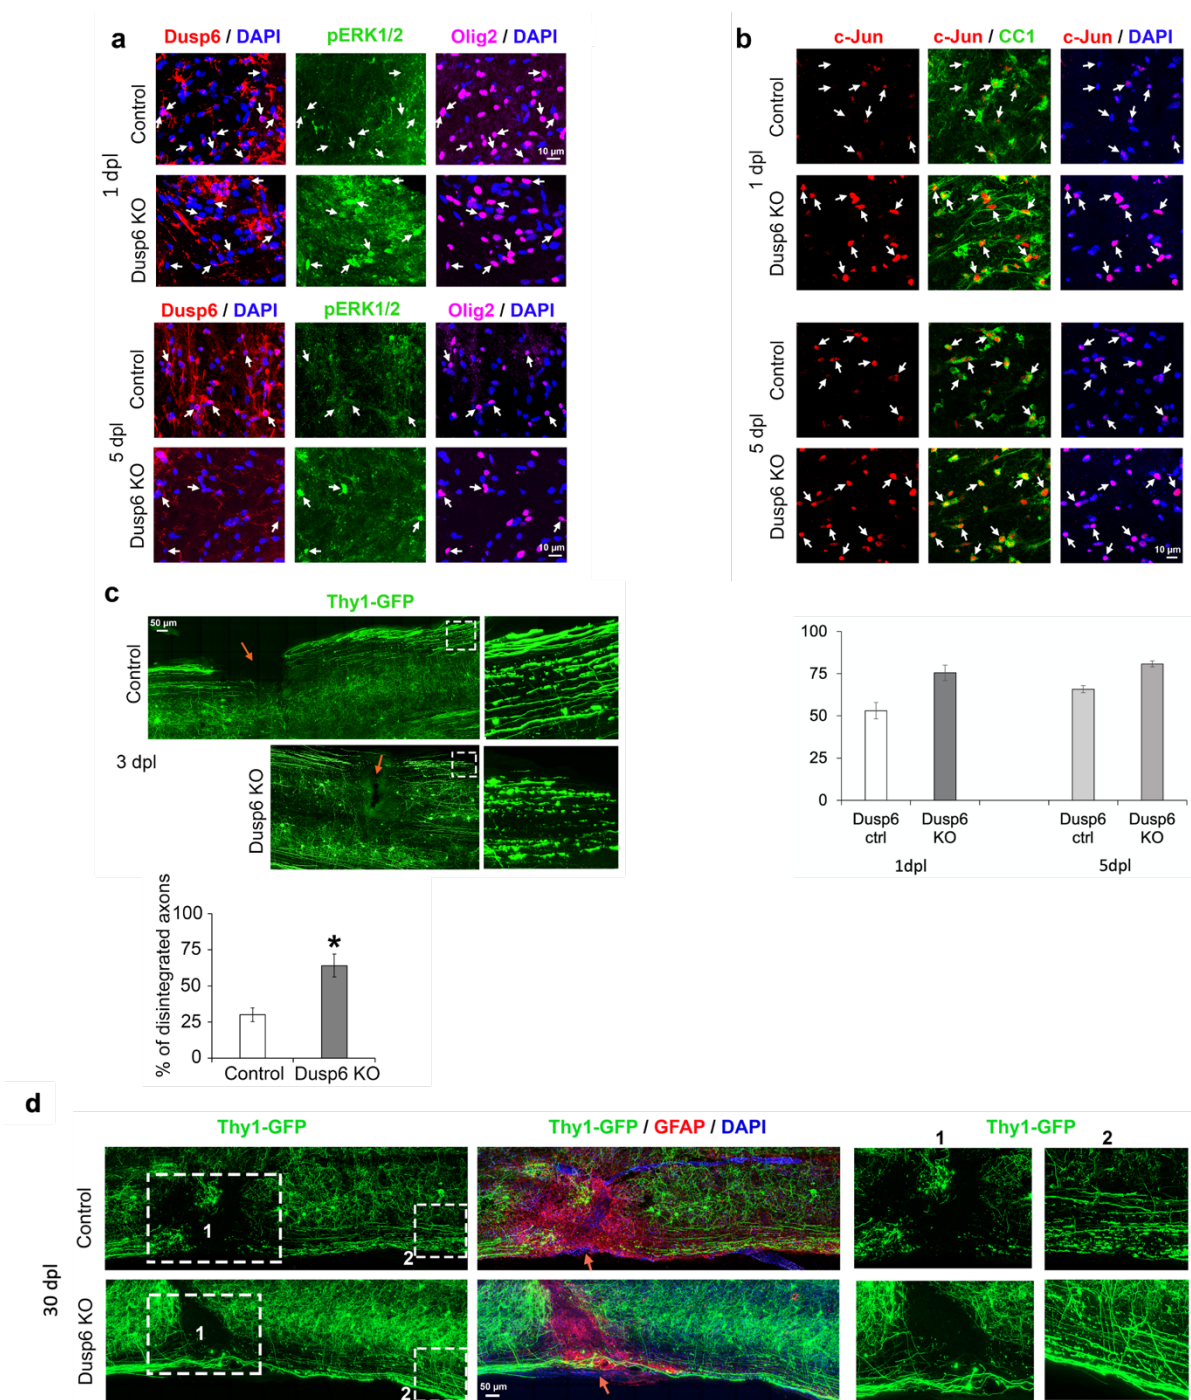 a
Dusp6 / DAPI
pERK1/2
Olig2 / DAPI
Control
1 dpl
Dusp6 KO
10 µm
Dusp6 / DAPI
pERK1/2
Olig2 / DAPI
Control
5 dpl
Dusp6 KO
10 µm
b
c-Jun
c-Jun / CC1
c-Jun / DAPI
Control
1 dpl
Dusp6 KO
Control
5 dpl
Dusp6 KO
10 µm
100
75
50
25
0
Dusp6 ctrl
Dusp6 KO
Dusp6 ctrl
Dusp6 KO
1dpl
5dpl
c
Thy1-GFP
50 µm
Control
3 dpl
Dusp6 KO
% of disintegrated axons
100
75
50
25
0
*
Control
Dusp6 KO
d
Thy1-GFP
Thy1-GFP / GFAP / DAPI
1
Thy1-GFP
2
Control
1
2
30 dpl
Dusp6 KO
1
2
50 µm